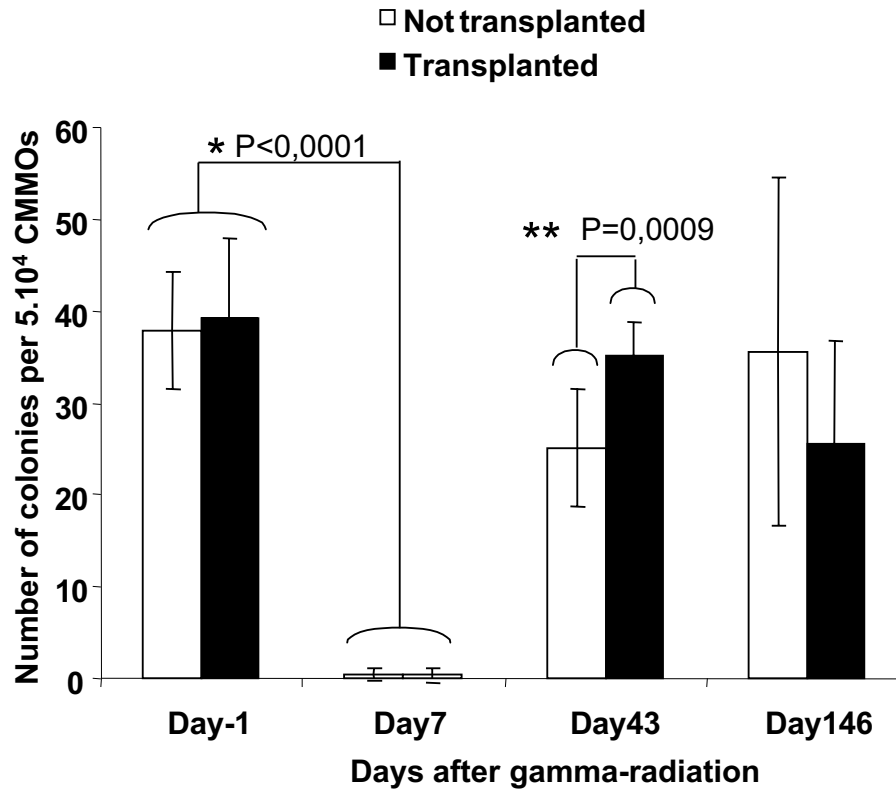 Not transplanted
Transplanted
Number of colonies per 5.10⁴ CMMOs
60
50
40
30
20
10
0
* P<0,0001
** P=0,0009
Day-1 Day7 Day43 Day146
Days after gamma-radiation